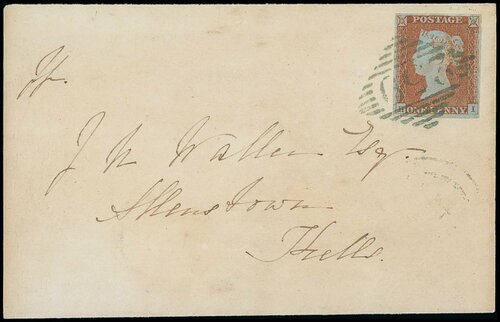 POSTAGE
ONE PENNY
I
J N Waller Esq.
Allenstown
Kells